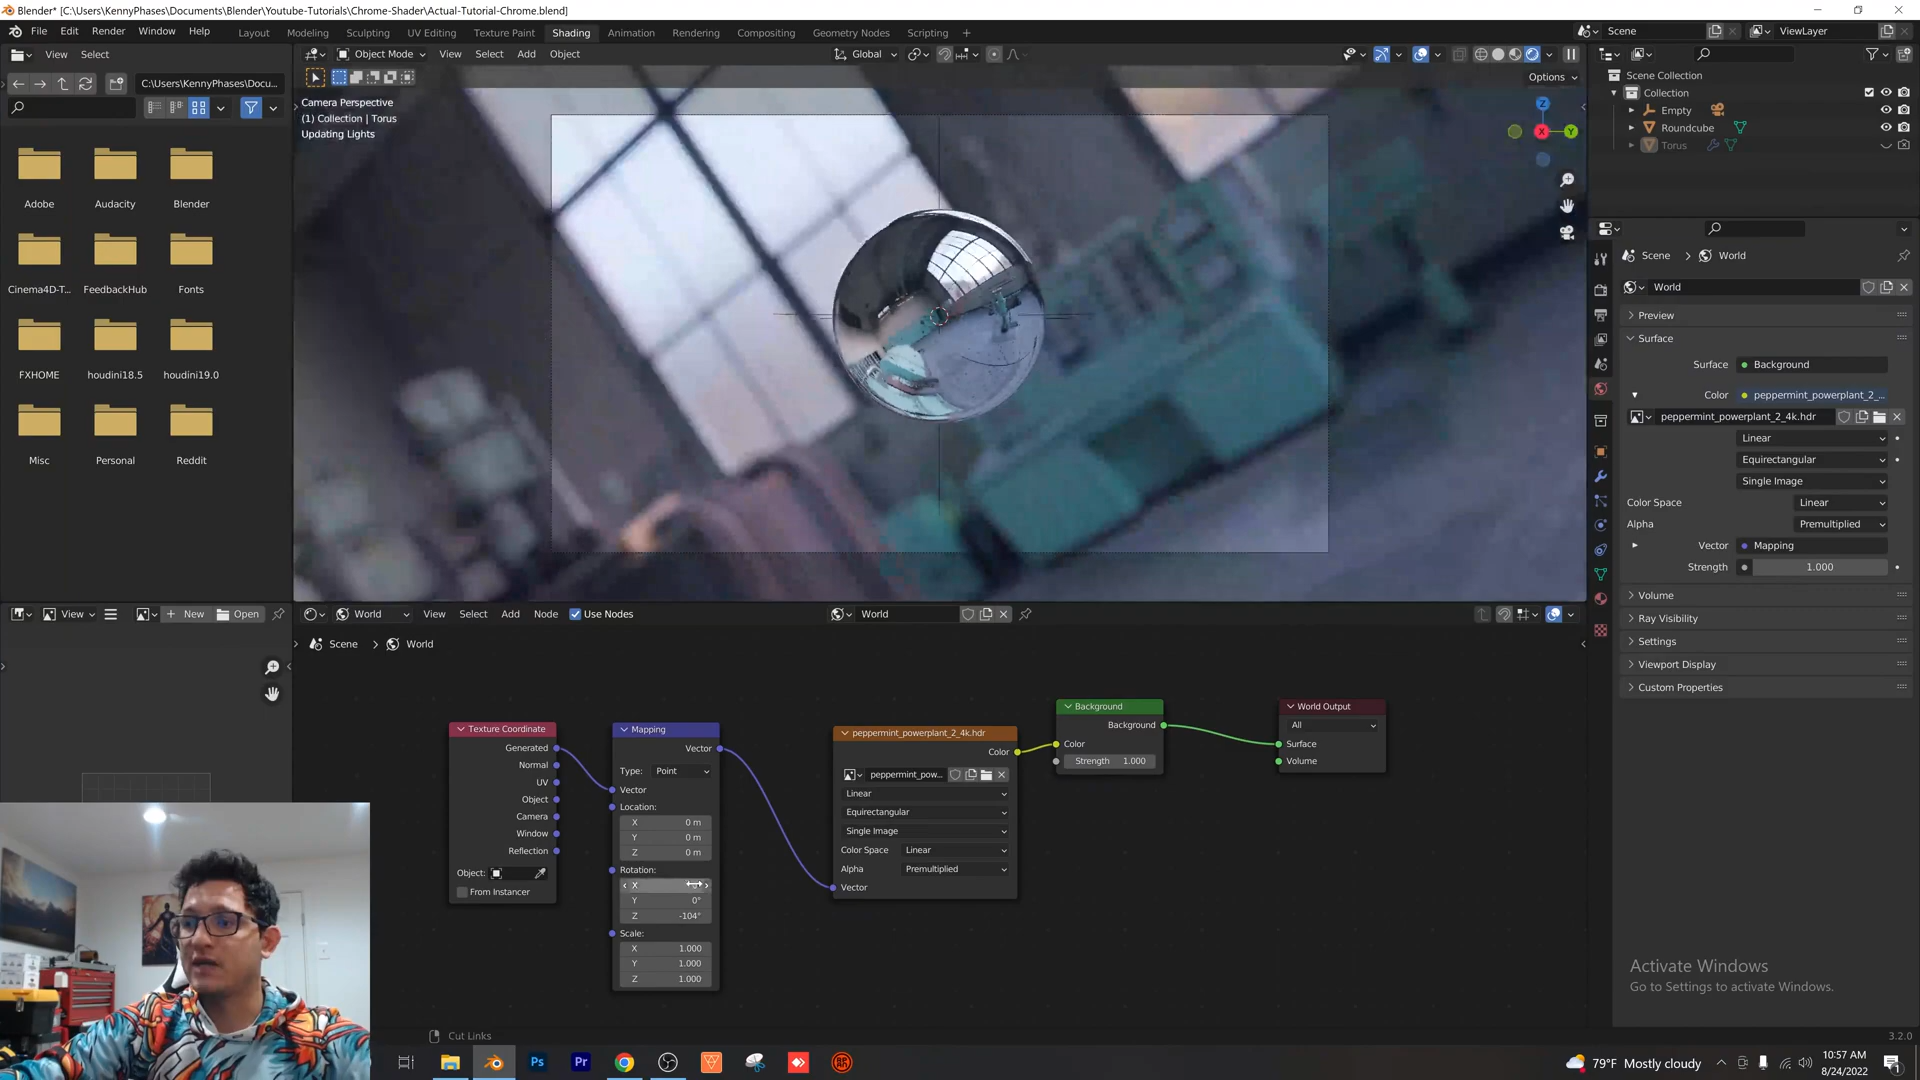 Blender* [C:\Users\KennyPhases\Documents\Blender\Youtube-Tutorials\Chrome-Shader\Actual-Tutorial-Chrome.blend]
File Edit Render Window Help Layout Modeling Sculpting UV Editing Texture Paint Shading Animation Rendering Compositing Geometry Nodes Scripting + Scene ViewLayer
View Select Object Mode View Select Add Object Global
C:\Users\KennyPhases\Docu... Options
Scene Collection
Collection
Empty
Roundcube
Torus
Camera Perspective
(1) Collection | Torus
Updating Lights
Z
X
Y
Adobe Audacity Blender
Cinema4D-T... FeedbackHub Fonts
FXHOME houdini18.5 houdini19.0
Misc Personal Reddit
Scene > World
World
Preview
Surface
Surface Background
Color peppermint_powerplant_2_...
peppermint_powerplant_2_4k.hdr
Linear
Equirectangular
Single Image
Color Space Linear
Alpha Premultiplied
Vector Mapping
Strength 1.000
Volume
Ray Visibility
Settings
Viewport Display
Custom Properties
View New Open World View Select Add Node Use Nodes World
Scene > World
Texture Coordinate
Generated
Normal
UV
Object
Camera
Window
Reflection
Object:
From Instancer
Mapping
Vector
Type: Point
Vector
Location:
X 0 m
Y 0 m
Z 0 m
Rotation:
X
Y 0°
Z -104°
Scale:
X 1.000
Y 1.000
Z 1.000
peppermint_powerplant_2_4k.hdr
Color
peppermint_pow...
Linear
Equirectangular
Single Image
Color Space Linear
Alpha Premultiplied
Vector
Background
Background
Color
Strength 1.000
World Output
All
Surface
Volume
Activate Windows
Go to Settings to activate Windows.
Cut Links
3.2.0
Ps Pr
79°F Mostly cloudy
10:57 AM
8/24/2022
1